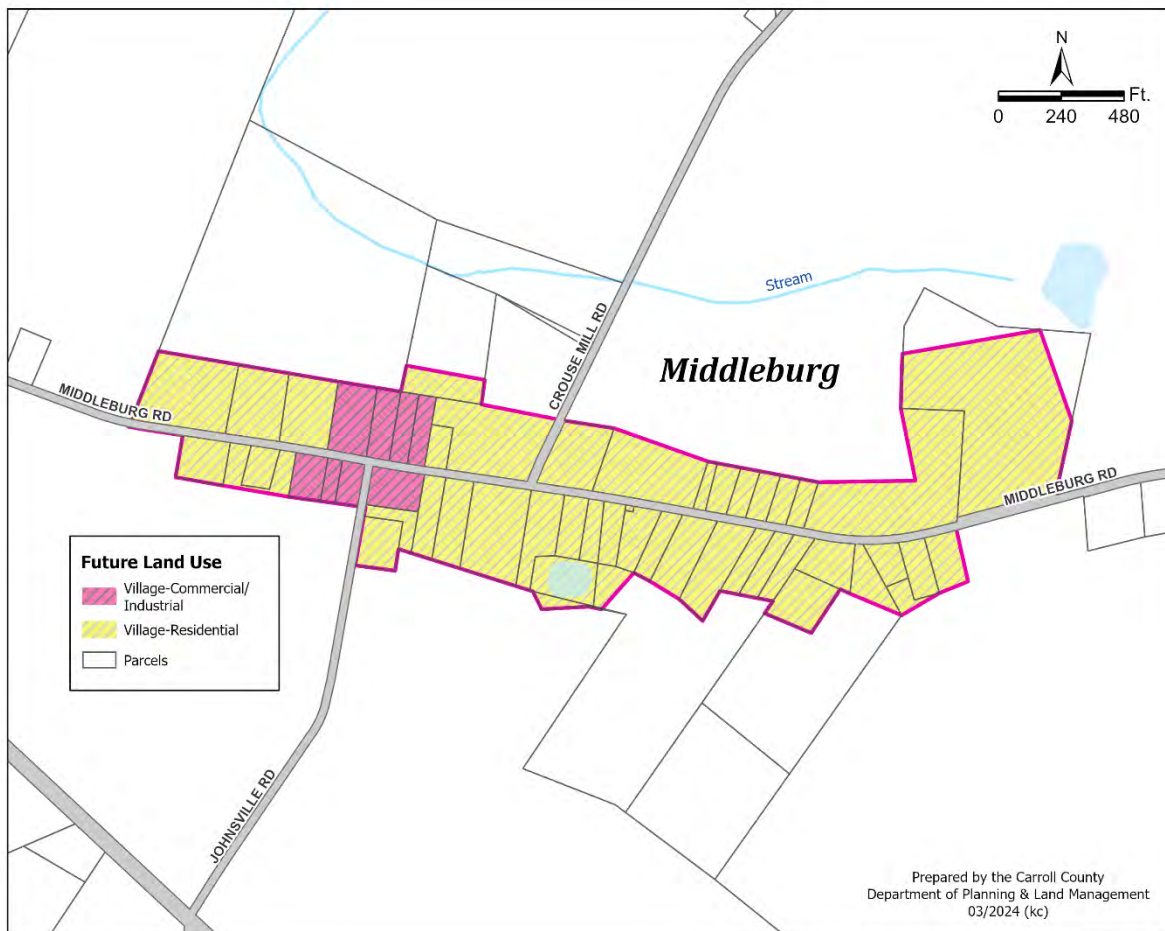 N
Ft.
0 240 480
Stream
CROUSE MILL RD
Middleburg
MIDDLEBURG RD
MIDDLEBURG RD
Future Land Use
Village-Commercial/
Industrial
Village-Residential
Parcels
JOHNSVILLE RD
Prepared by the Carroll County
Department of Planning & Land Management
03/2024 (kc)